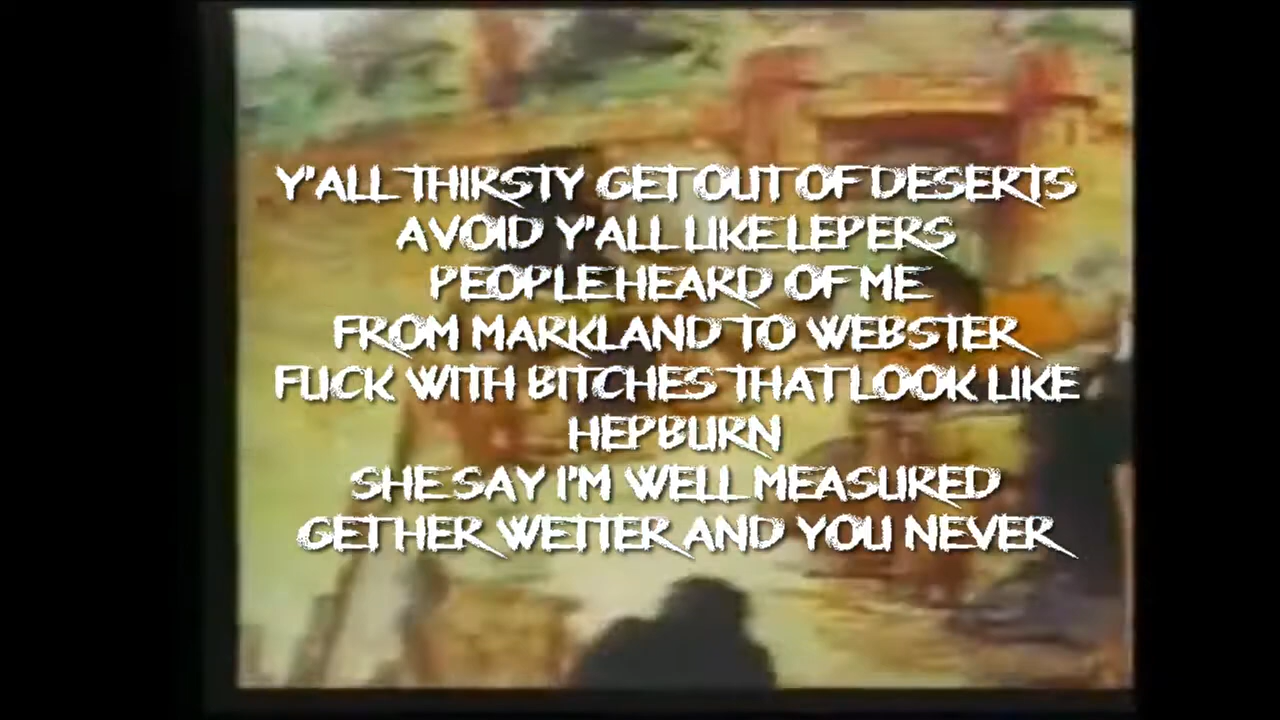 Y'ALL THIRSTY GET OUT OF DESERTS
AVOID Y'ALL LIKE LEPERS
PEOPLE HEARD OF ME
FROM MARKLAND TO WEBSTER
FUCK WITH BITCHES THAT LOOK LIKE
HEPBURN
SHE SAY I'M WELL MEASURED
GET HER WETTER AND YOU NEVER